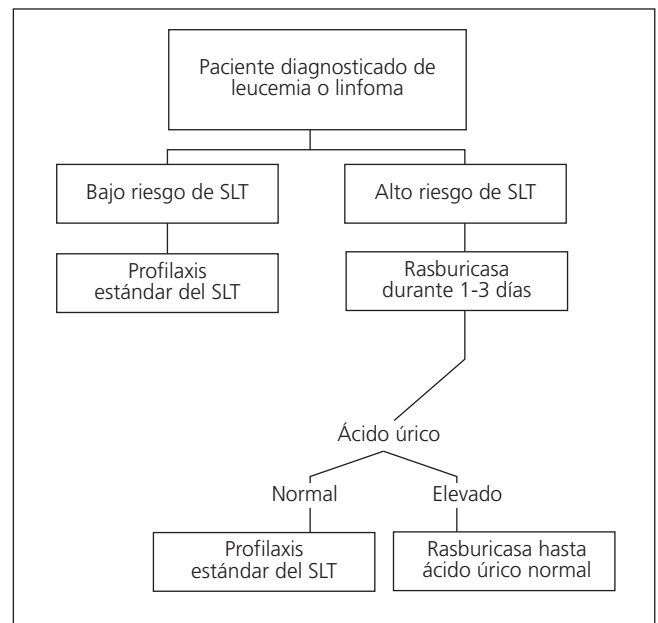 Paciente diagnosticado de
leucemia o linfoma
Bajo riesgo de SLT
Alto riesgo de SLT
Profilaxis
estándar del SLT
Rasburicasa
durante 1-3 días
Ácido úrico
Normal
Elevado
Profilaxis
estándar del SLT
Rasburicasa hasta
ácido úrico normal